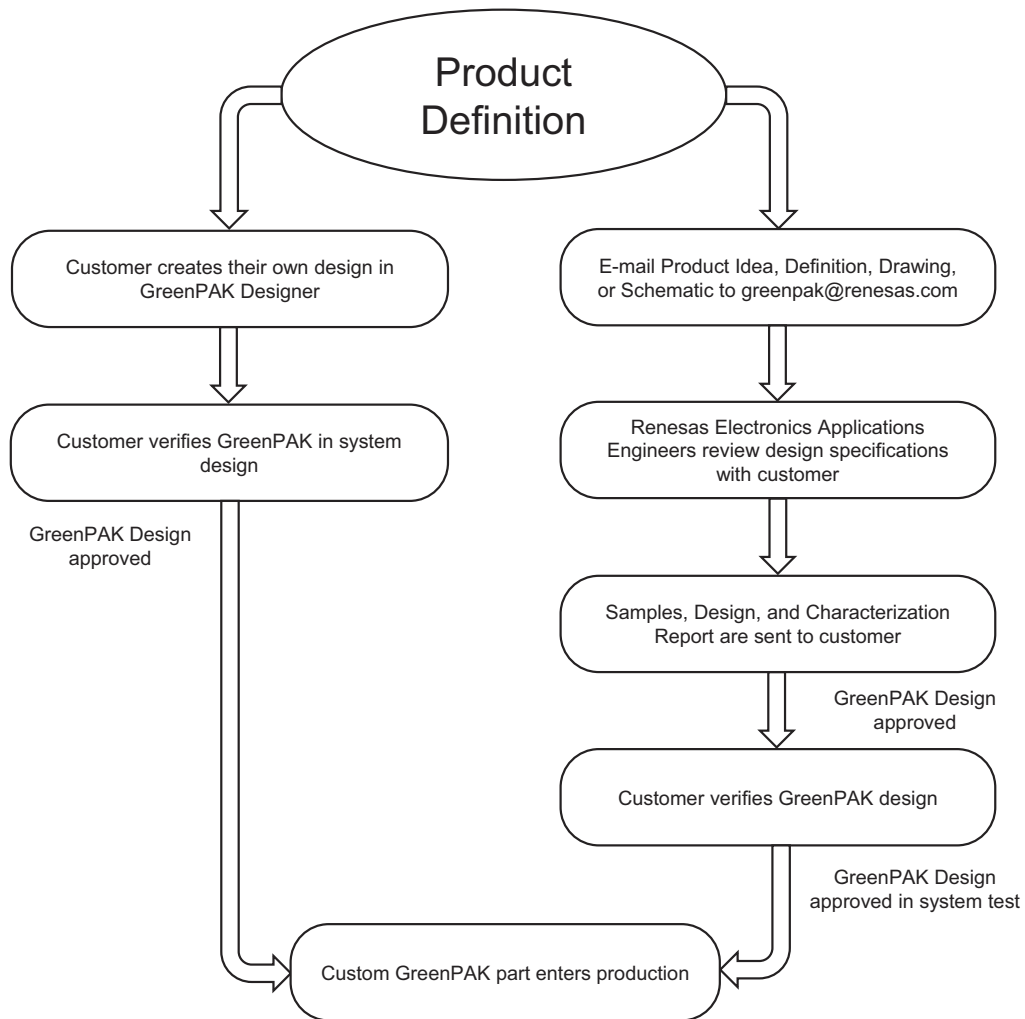 Product
Definition
Customer creates their own design in
GreenPAK Designer
Customer verifies GreenPAK in system
design
GreenPAK Design
approved
E-mail Product Idea, Definition, Drawing,
or Schematic to greenpak@renesas.com
Renesas Electronics Applications
Engineers review design specifications
with customer
Samples, Design, and Characterization
Report are sent to customer
GreenPAK Design
approved
Customer verifies GreenPAK design
GreenPAK Design
approved in system test
Custom GreenPAK part enters production